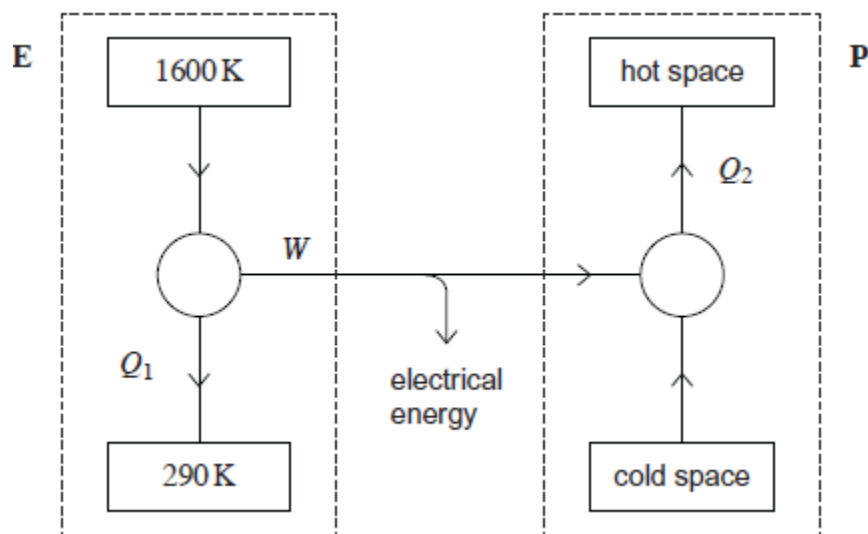 E
1600 K
hot space
P
Q2
W
Q1
electrical
energy
290 K
cold space